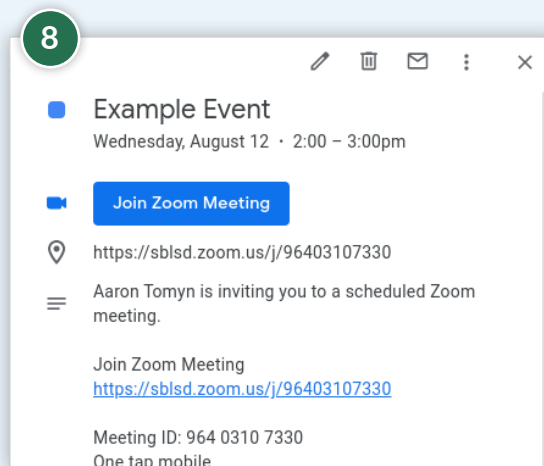 8
Example Event
Wednesday, August 12 · 2:00 – 3:00pm
Join Zoom Meeting
https://sblsd.zoom.us/j/96403107330
Aaron Tomyn is inviting you to a scheduled Zoom
meeting.
Join Zoom Meeting
https://sblsd.zoom.us/j/96403107330
Meeting ID: 964 0310 7330
One tap mobile